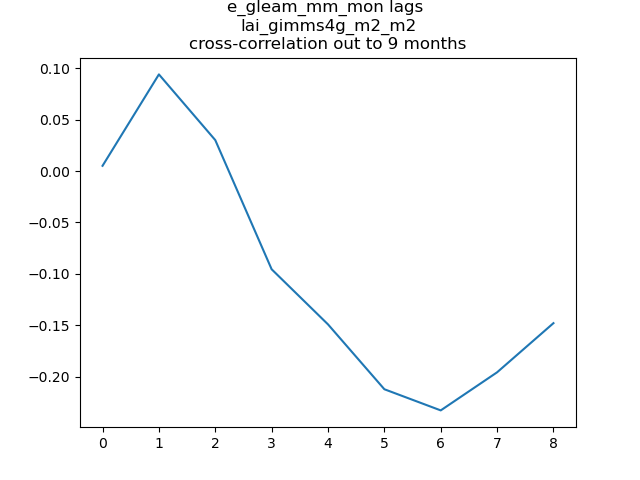 e_gleam_mm_mon lags
lai_gimms4g_m2_m2
cross-correlation out to 9 months
0.10
0.05
0.00
−0.05
−0.10
−0.15
−0.20
0 1 2 3 4 5 6 7 8